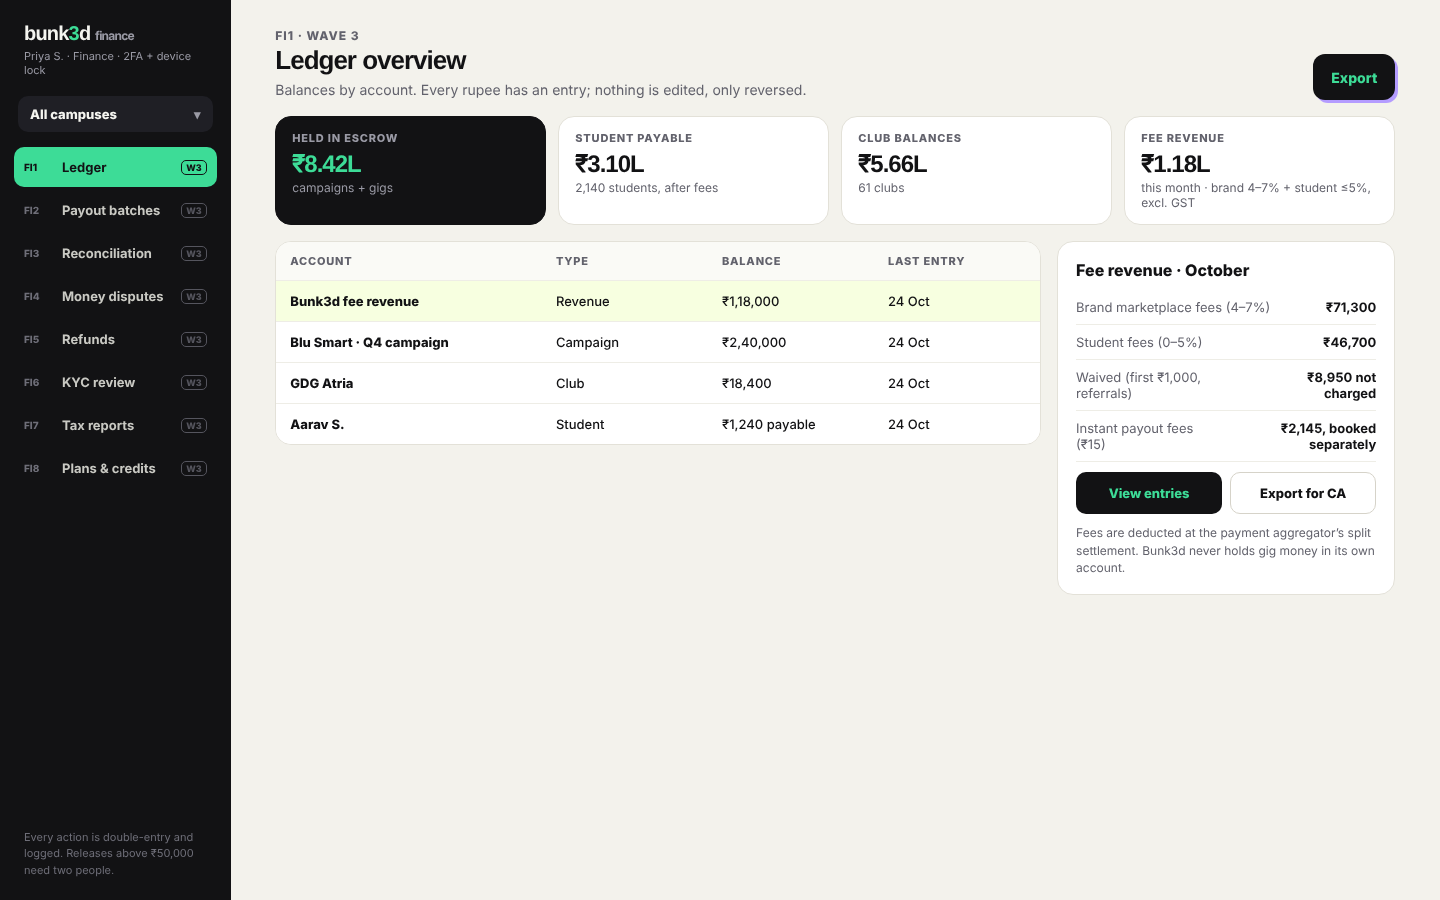 bunk3d finance
Priya S. · Finance · 2FA + device
lock
All campuses ▾
FI1 Ledger W3
FI2 Payout batches W3
FI3 Reconciliation W3
FI4 Money disputes W3
FI5 Refunds W3
FI6 KYC review W3
FI7 Tax reports W3
FI8 Plans & credits W3
Every action is double-entry and
logged. Releases above ₹50,000
need two people.
FI1 · WAVE 3
Ledger overview
Balances by account. Every rupee has an entry; nothing is edited, only reversed.
Export
HELD IN ESCROW
₹8.42L
campaigns + gigs
STUDENT PAYABLE
₹3.10L
2,140 students, after fees
CLUB BALANCES
₹5.66L
61 clubs
FEE REVENUE
₹1.18L
this month · brand 4–7% + student ≤5%,
excl. GST
ACCOUNT TYPE BALANCE LAST ENTRY
Bunk3d fee revenue Revenue ₹1,18,000 24 Oct
Blu Smart · Q4 campaign Campaign ₹2,40,000 24 Oct
GDG Atria Club ₹18,400 24 Oct
Aarav S. Student ₹1,240 payable 24 Oct
Fee revenue · October
Brand marketplace fees (4–7%) ₹71,300
Student fees (0–5%) ₹46,700
Waived (first ₹1,000, ₹8,950 not
referrals) charged
Instant payout fees ₹2,145, booked
(₹15) separately
View entries Export for CA
Fees are deducted at the payment aggregator’s split
settlement. Bunk3d never holds gig money in its own
account.